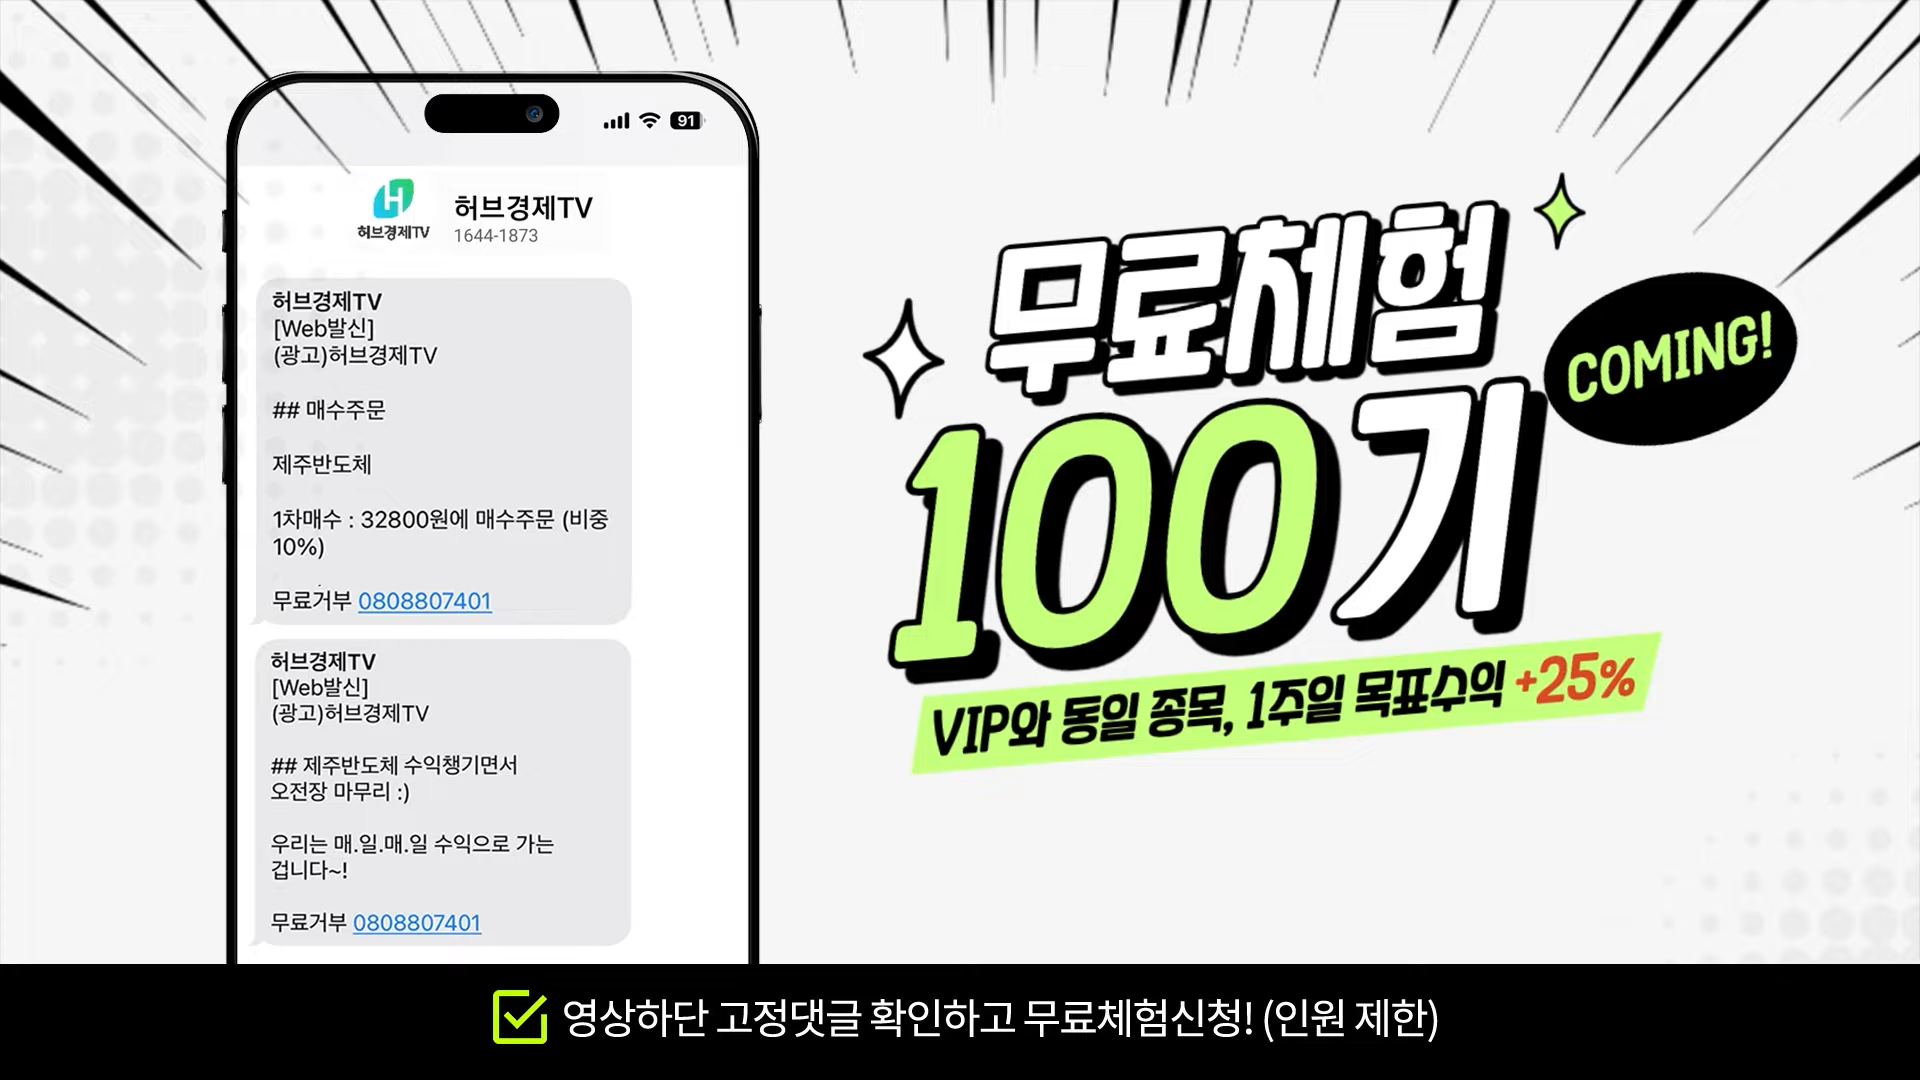 91
허브경제TV
허브경제TV
1644-1873
허브경제TV
[Web발신]
(광고)허브경제TV
## 매수주문
제주반도체
1차매수 : 32800원에 매수주문 (비중
10%)
무료거부 0808807401
허브경제TV
[Web발신]
(광고)허브경제TV
## 제주반도체 수익챙기면서
오전장 마무리 :)
우리는 매.일.매.일 수익으로 가는
겁니다~!
무료거부 0808807401
무료체험
100기
COMING!
VIP와 동일 종목, 1주일 목표수익 +25%
영상하단 고정댓글 확인하고 무료체험신청! (인원 제한)